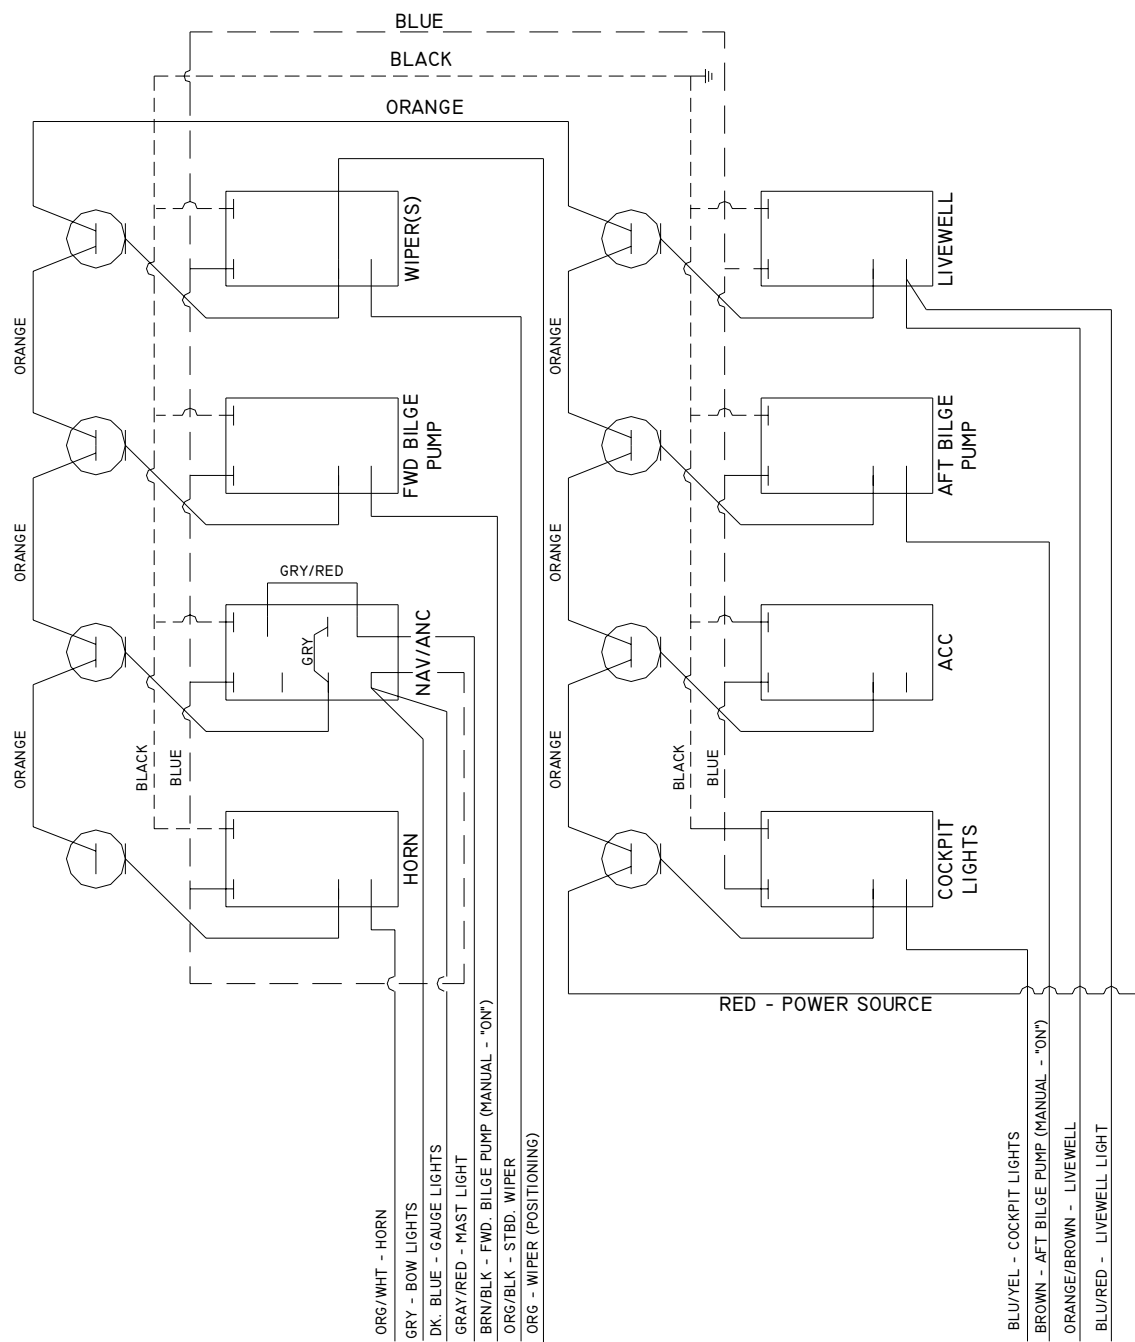 BLUE
BLACK
ORANGE
WIPER(S)
LIVEWELL
ORANGE
ORANGE
FWD BILGE
PUMP
AFT BILGE
PUMP
ORANGE
ORANGE
GRY/RED
GRY
NAV/ANC
ACC
ORANGE
ORANGE
BLACK
BLUE
BLACK
BLUE
HORN
COCKPIT
LIGHTS
RED - POWER SOURCE
ORG/WHT - HORN
GRY - BOW LIGHTS
DK. BLUE - GAUGE LIGHTS
GRAY/RED - MAST LIGHT
BRN/BLK - FWD. BILGE PUMP (MANUAL - "ON")
ORG/BLK - STBD. WIPER
ORG - WIPER (POSITIONING)
BLU/YEL - COCKPIT LIGHTS
BROWN - AFT BILGE PUMP (MANUAL - "ON")
ORANGE/BROWN - LIVEWELL
BLU/RED - LIVEWELL LIGHT